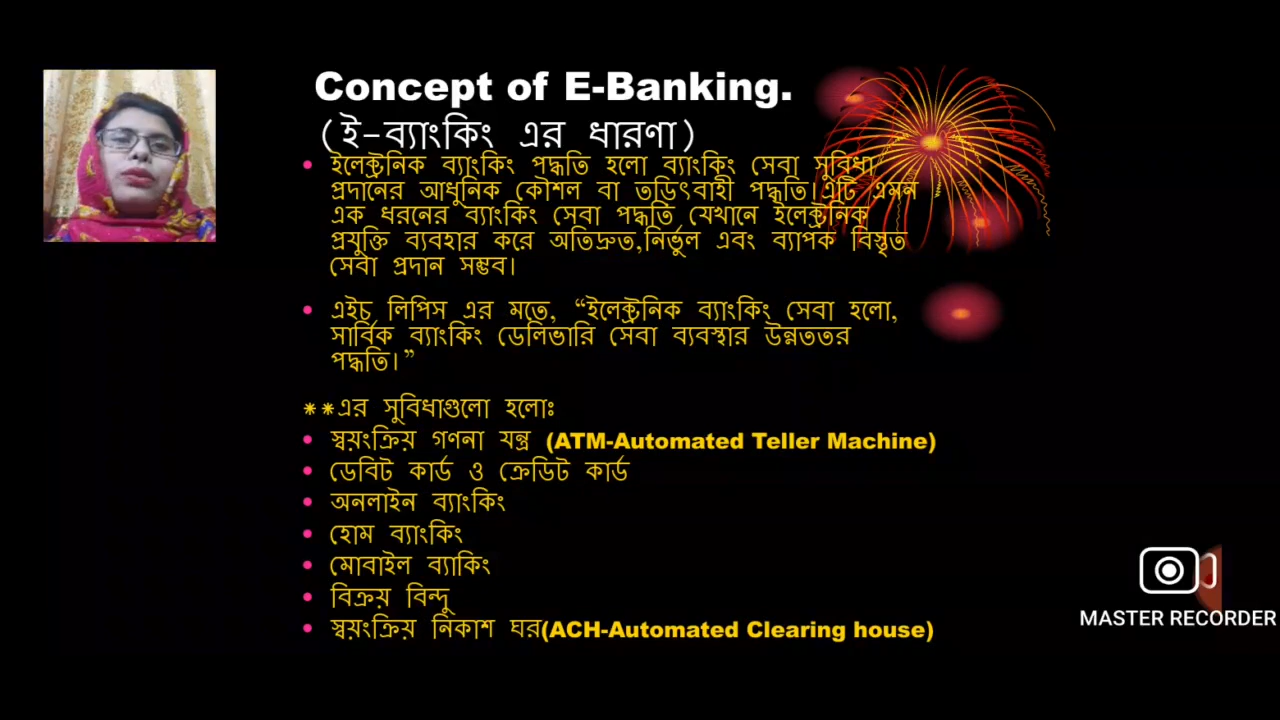 Concept of E-Banking.
(ই-ব্যাংকিং এর ধারণা)
• ইলেক্ট্রনিক ব্যাংকিং পদ্ধতি হলো ব্যাংকিং সেবা সুবিধা
প্রদানের আধুনিক কৌশল বা তড়িৎবাহী পদ্ধতি।এটি এমন
এক ধরনের ব্যাংকিং সেবা পদ্ধতি যেখানে ইলেক্ট্রনিক
প্রযুক্তি ব্যবহার করে অতিদ্রুত,নির্ভুল এবং ব্যাপক বিস্তৃত
সেবা প্রদান সম্ভব।
• এইচ লিপিস এর মতে, “ইলেক্ট্রনিক ব্যাংকিং সেবা হলো,
সার্বিক ব্যাংকিং ডেলিভারি সেবা ব্যবস্থার উন্নততর
পদ্ধতি।”
**এর সুবিধাগুলো হলোঃ
• স্বয়ংক্রিয় গণনা যন্ত্র (ATM-Automated Teller Machine)
• ডেবিট কার্ড ও ক্রেডিট কার্ড
• অনলাইন ব্যাংকিং
• হোম ব্যাংকিং
• মোবাইল ব্যাকিং
• বিক্রয় বিন্দু
• স্বয়ংক্রিয় নিকাশ ঘর(ACH-Automated Clearing house)
MASTER RECORDER